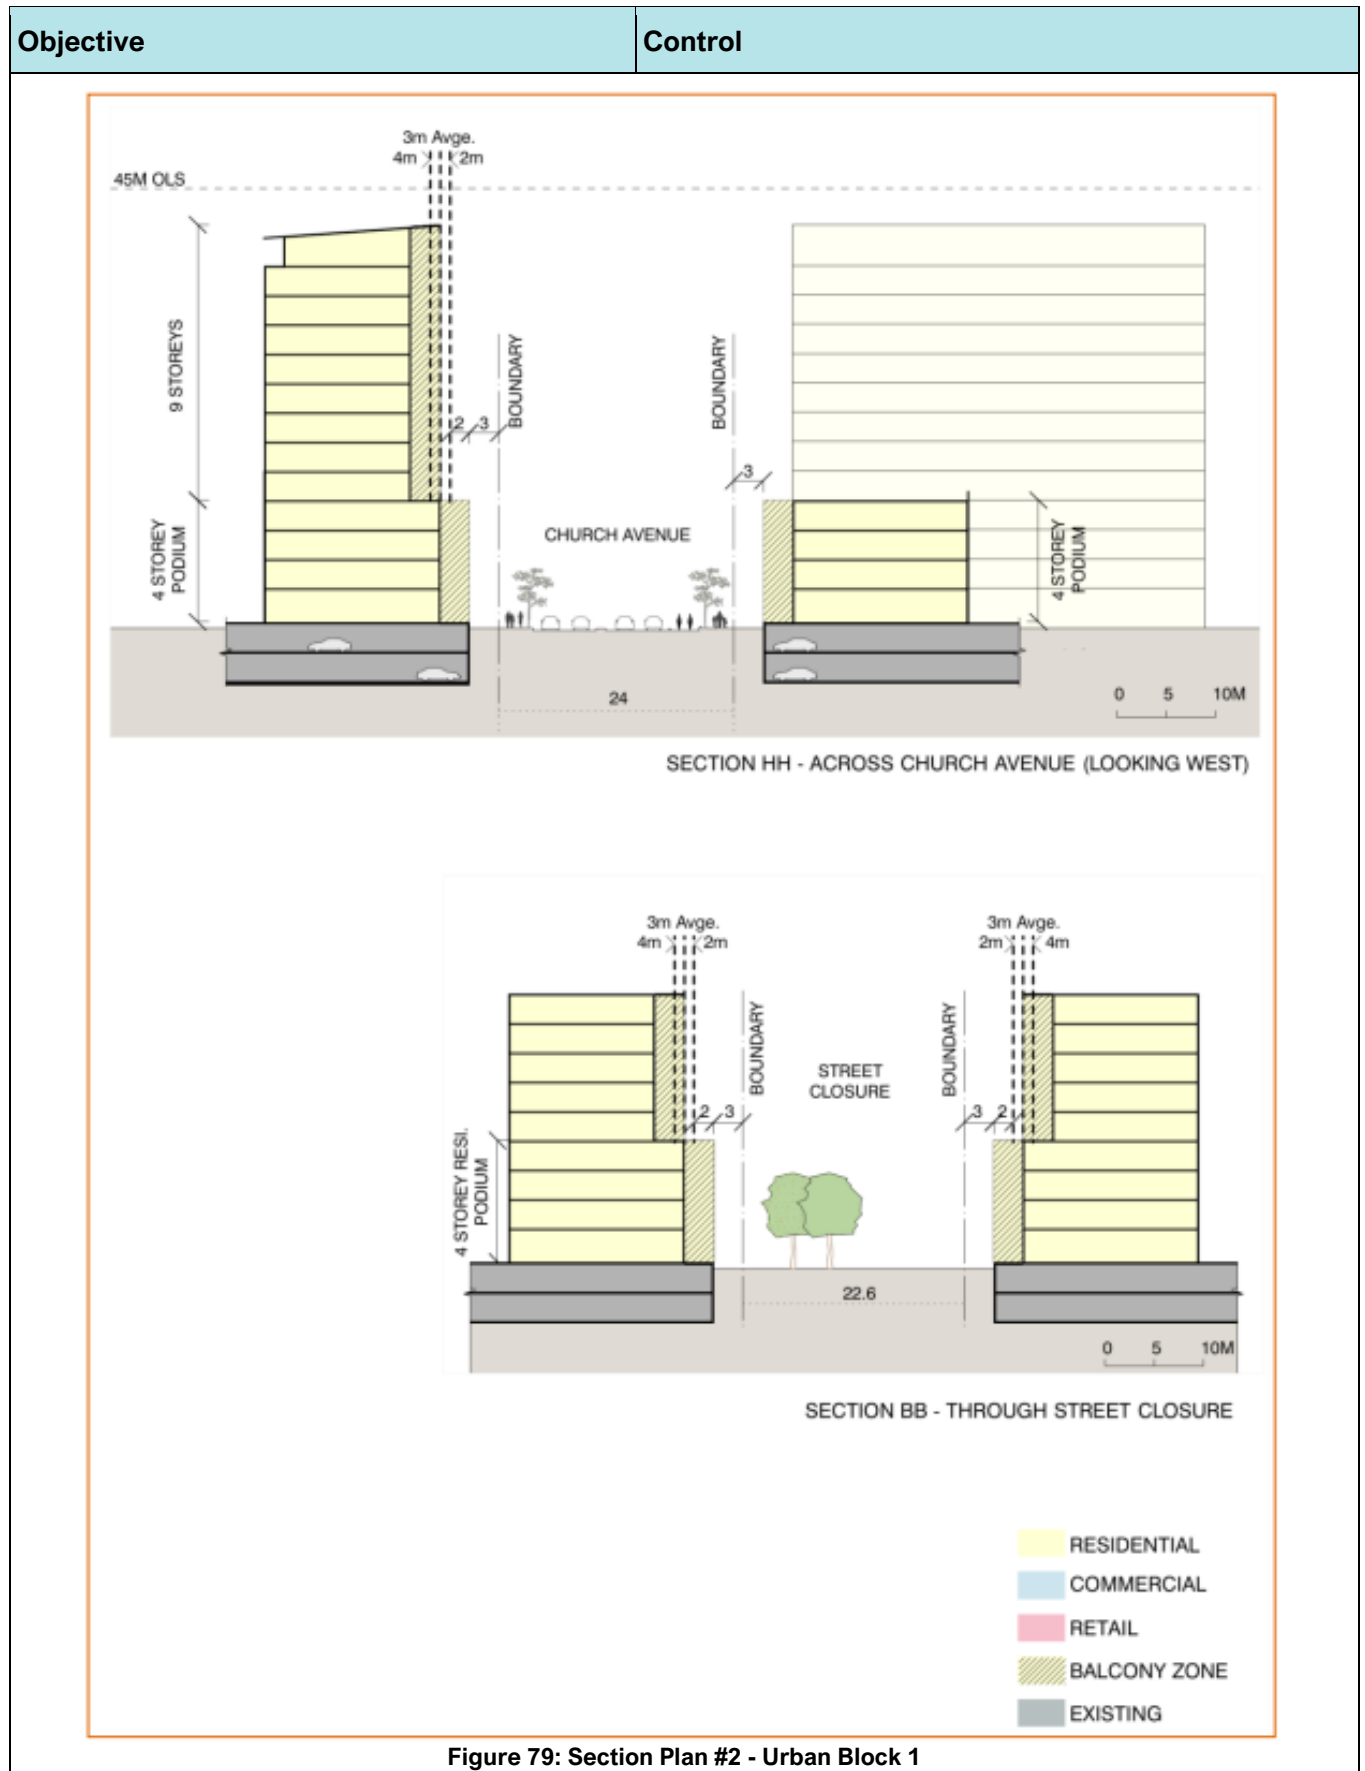 Objective Control
3m Avge.
4m 2m
45M OLS
9 STOREYS
BOUNDARY
BOUNDARY
2 3
3
4 STOREY
PODIUM
CHURCH AVENUE
4 STOREY
PODIUM
24
0 5 10M
SECTION HH - ACROSS CHURCH AVENUE (LOOKING WEST)
3m Avge.
4m 2m
3m Avge.
2m 4m
BOUNDARY
BOUNDARY
STREET
CLOSURE
2 3
3 2
4 STOREY RESI.
PODIUM
22.6
0 5 10M
SECTION BB - THROUGH STREET CLOSURE
RESIDENTIAL
COMMERCIAL
RETAIL
BALCONY ZONE
EXISTING
Figure 79: Section Plan #2 - Urban Block 1